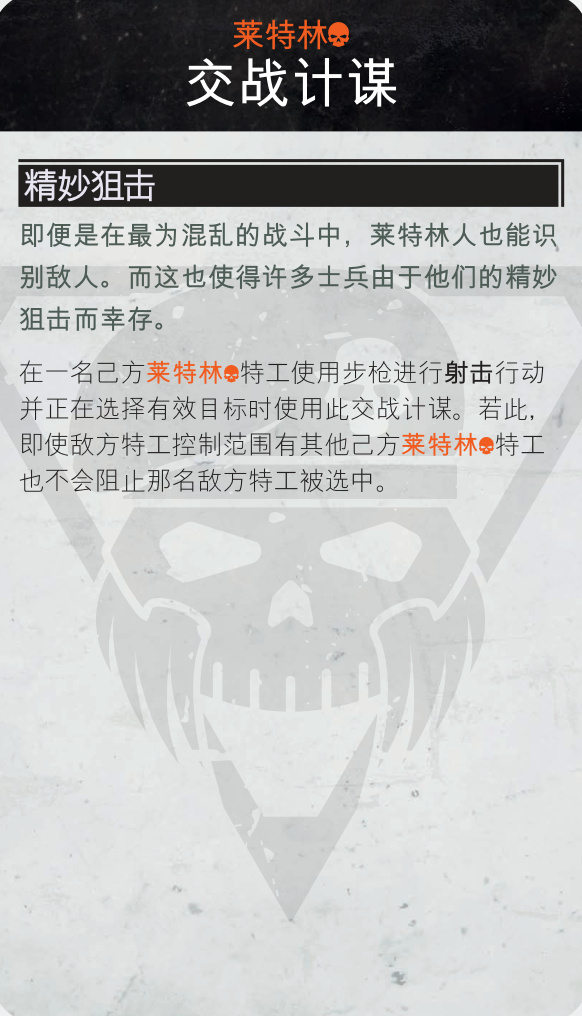 莱特林
交战计谋
精妙狙击
即便是在最为混乱的战斗中，莱特林人也能识
别敌人。而这也使得许多士兵由于他们的精妙
狙击而幸存。
在一名己方莱特林特工使用步枪进行射击行动
并正在选择有效目标时使用此交战计谋。若此，
即使敌方特工控制范围有其他己方莱特林特工
也不会阻止那名敌方特工被选中。